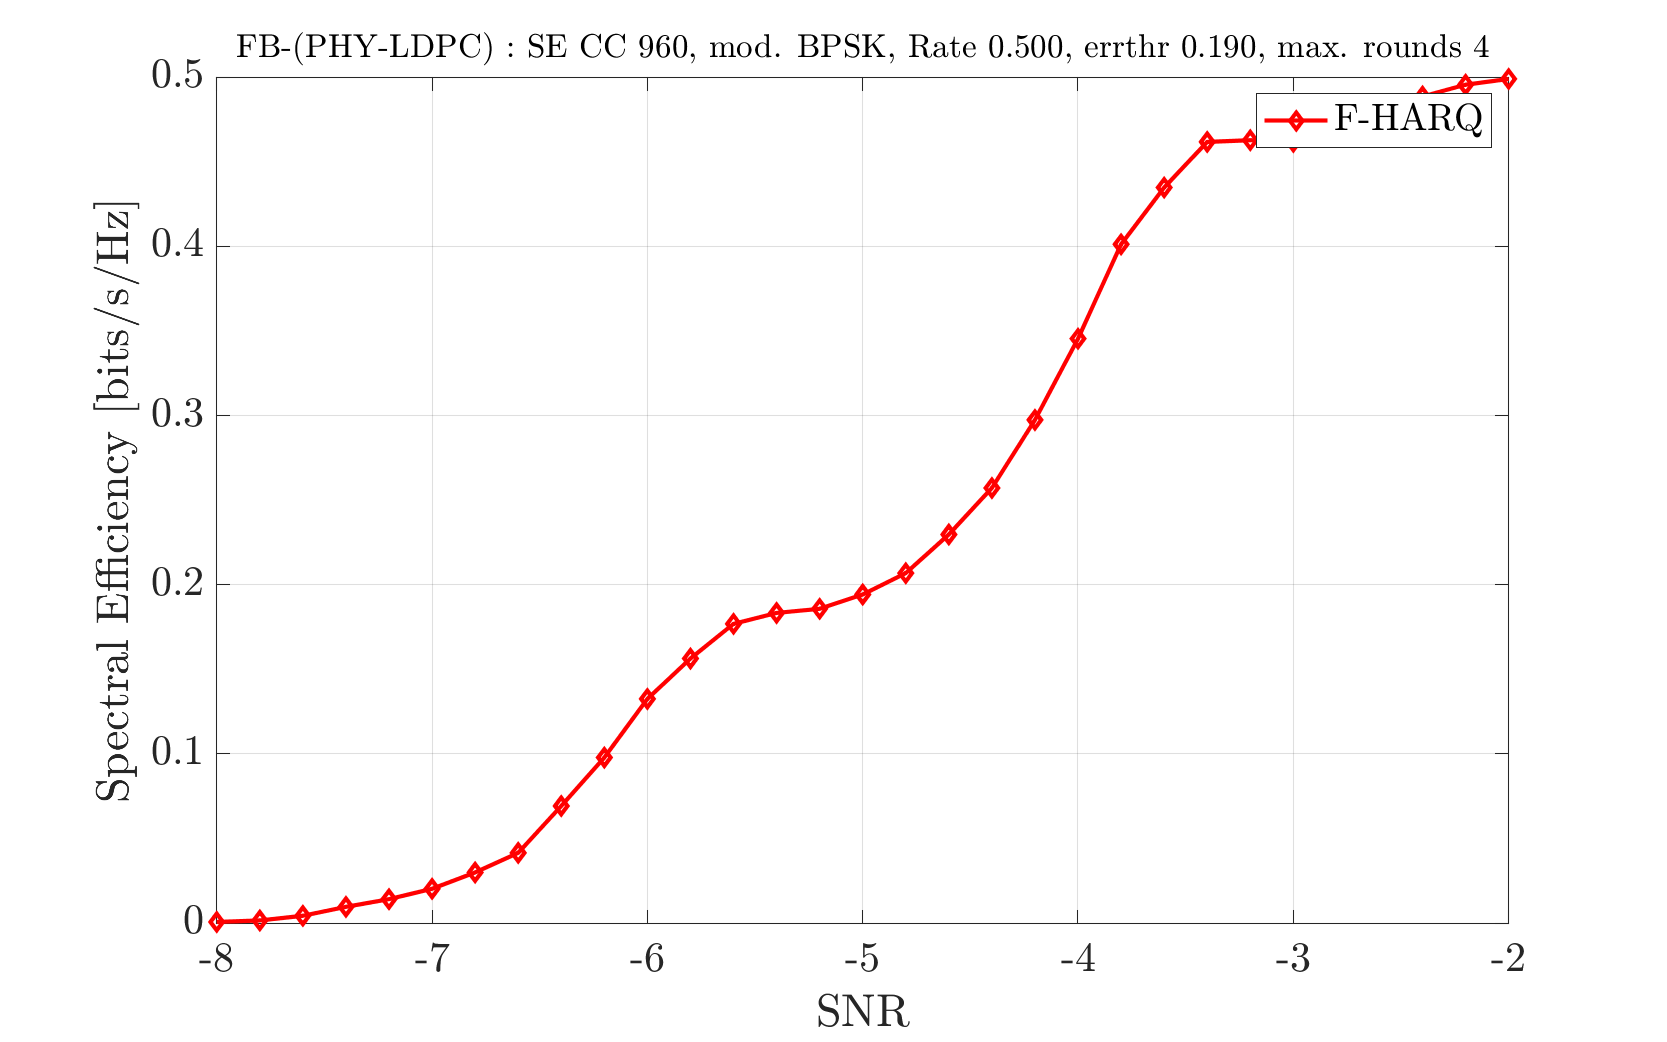 FB-(PHY-LDPC) : SE CC 960, mod. BPSK, Rate 0.500, errthr 0.190, max. rounds 4
F-HARQ
Spectral Efficiency [bits/s/Hz]
0.5
0.4
0.3
0.2
0.1
0
-8 -7 -6 -5 -4 -3 -2
SNR